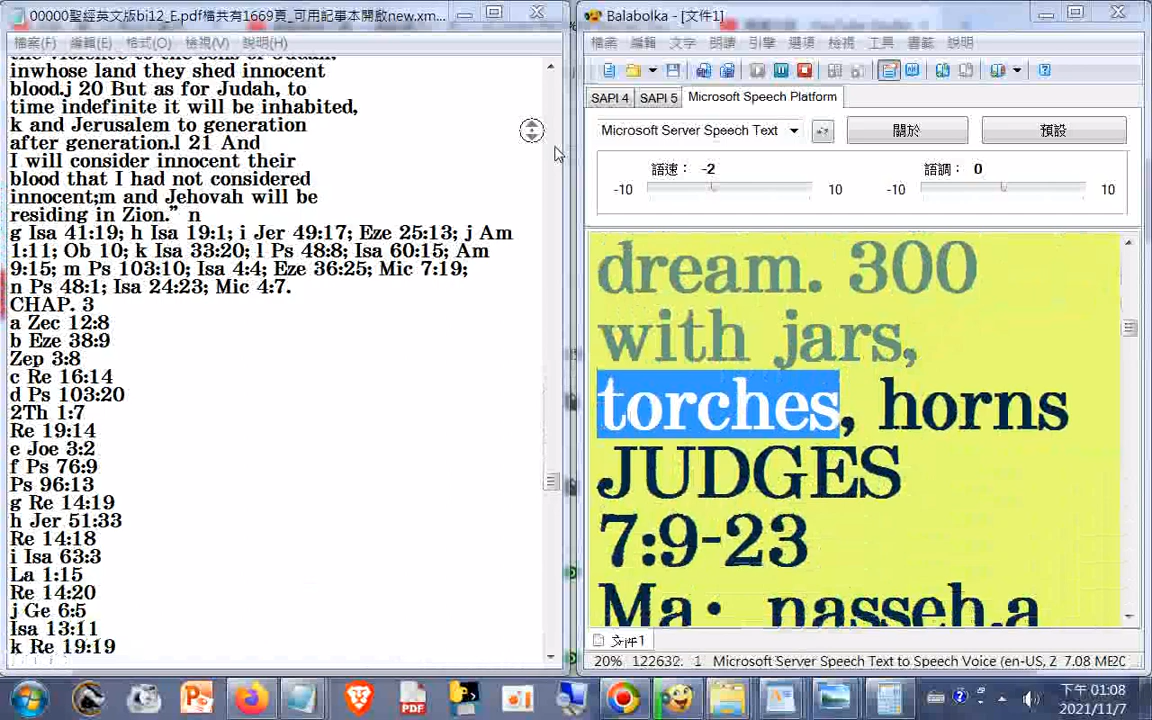 00000聖經英文版bi12_E.pdf檔共有1669頁_可用記事本開啟new.xm...
檔案(F) 編輯(E) 格式(O) 檢視(V) 說明(H)
inwhose land they shed innocent
blood.j 20 But as for Judah, to
time indefinite it will be inhabited,
k and Jerusalem to generation
after generation.l 21 And
I will consider innocent their
blood that I had not considered
innocent;m and Jehovah will be
residing in Zion.” n
g Isa 41:19; h Isa 19:1; i Jer 49:17; Eze 25:13; j Am
1:11; Ob 10; k Isa 33:20; l Ps 48:8; Isa 60:15; Am
9:15; m Ps 103:10; Isa 4:4; Eze 36:25; Mic 7:19;
n Ps 48:1; Isa 24:23; Mic 4:7.
CHAP. 3
a Zec 12:8
b Eze 38:9
Zep 3:8
c Re 16:14
d Ps 103:20
2Th 1:7
Re 19:14
e Joe 3:2
f Ps 76:9
Ps 96:13
g Re 14:19
h Jer 51:33
Re 14:18
i Isa 63:3
La 1:15
Re 14:20
j Ge 6:5
Isa 13:11
k Re 19:19
Balabolka - [文件1]
檔案 編輯 文字 朗讀 引擎 選項 檢視 工具 書籤 說明
SAPI 4 SAPI 5 Microsoft Speech Platform
Microsoft Server Speech Text 關於 預設
語速： -2 語調： 0
-10 10 -10 10
dream. 300
with jars,
torches, horns
JUDGES
7:9-23
Ma· nasseh.a
文件1
20% 122632: 1 Microsoft Server Speech Text to Speech Voice (en-US, Z 7.08 ME
下午 01:08
2021/11/7